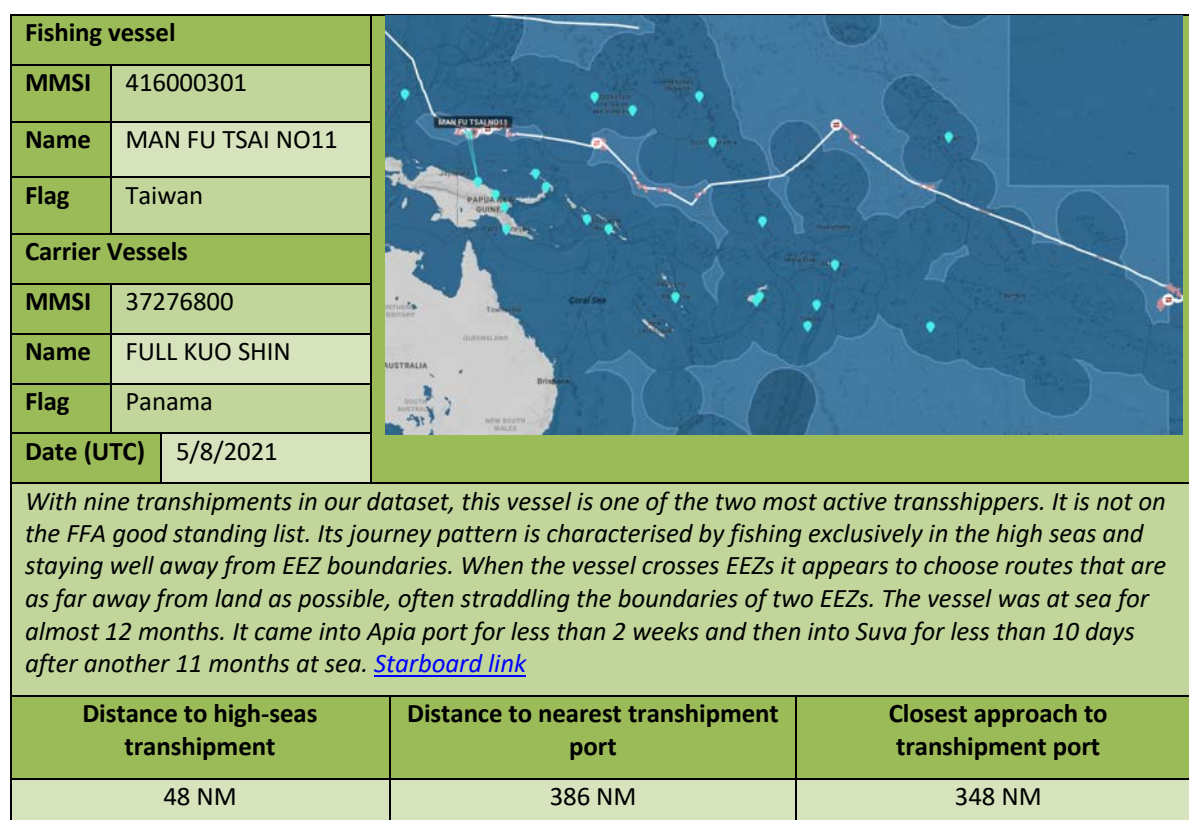 Fishing vessel
MMSI 416000301
Name MAN FU TSAI NO11
Flag Taiwan
Carrier Vessels
MMSI 37276800
Name FULL KUO SHIN
Flag Panama
Date (UTC) 5/8/2021
MAN FU TSAI NO11
PAPUA NEW
GUINE
Coral Sea
QUEENSLAND
AUSTRALIA
NEW SOUTH
WALES
With nine transhipments in our dataset, this vessel is one of the two most active transshippers. It is not on
the FFA good standing list. Its journey pattern is characterised by fishing exclusively in the high seas and
staying well away from EEZ boundaries. When the vessel crosses EEZs it appears to choose routes that are
as far away from land as possible, often straddling the boundaries of two EEZs. The vessel was at sea for
almost 12 months. It came into Apia port for less than 2 weeks and then into Suva for less than 10 days
after another 11 months at sea. Starboard link
Distance to high-seas
transhipment
Distance to nearest transhipment
port
Closest approach to
transhipment port
48 NM
386 NM
348 NM